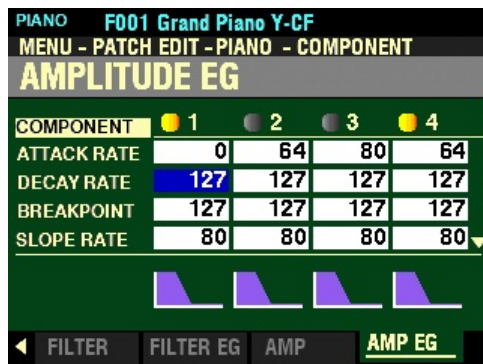 PIANO F001 Grand Piano Y-CF
MENU - PATCH EDIT - PIANO - COMPONENT
AMPLITUDE EG
COMPONENT 1 2 3 4
ATTACK RATE 0 64 80 64
DECAY RATE 127 127 127 127
BREAKPOINT 127 127 127 127
SLOPE RATE 80 80 80 80
FILTER FILTER EG AMP AMP EG